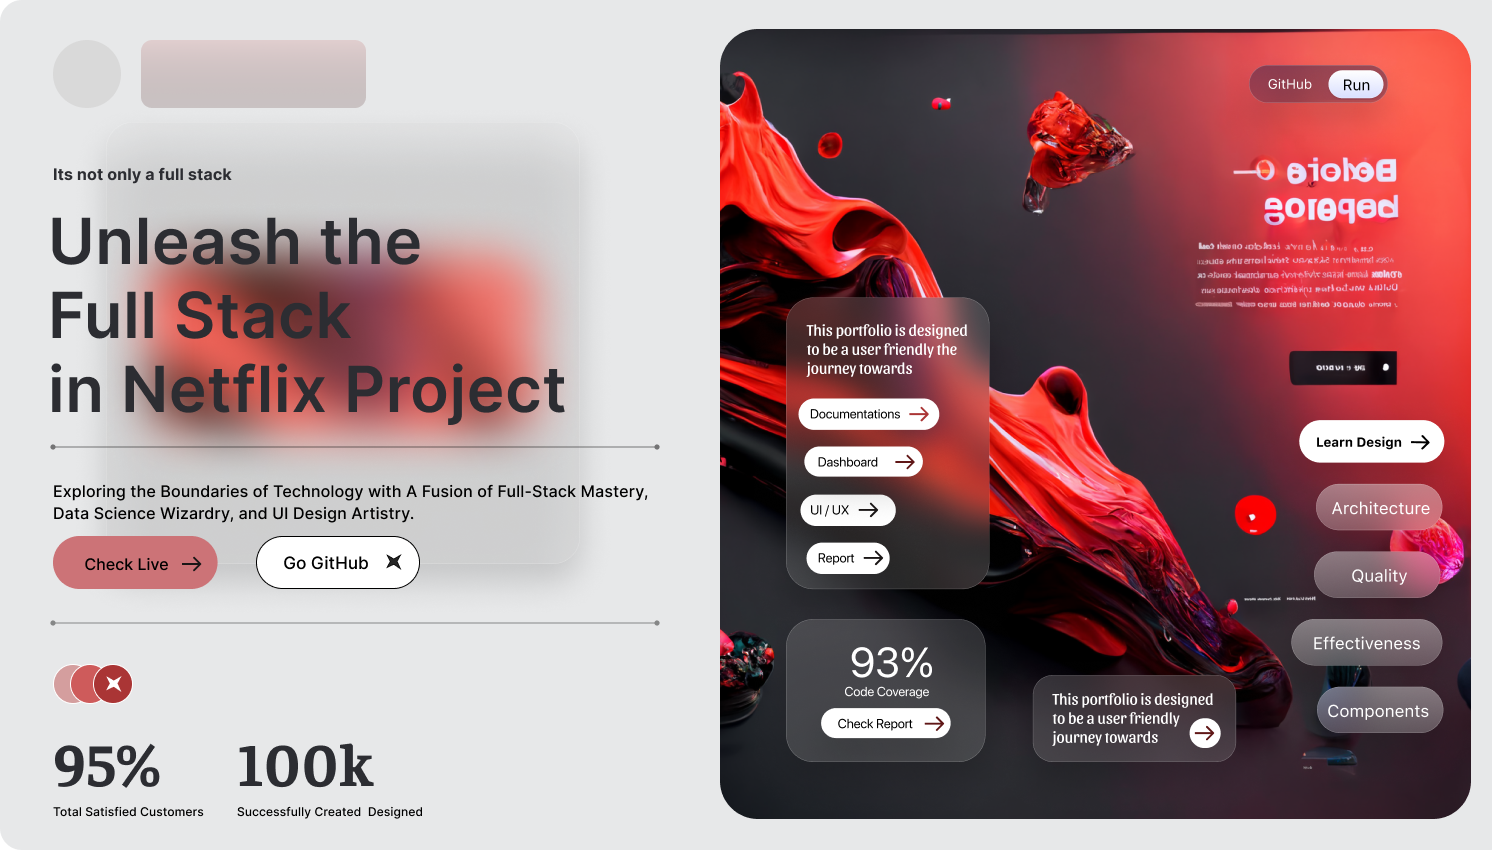 Its not only a full stack
Unleash the
Full Stack
in Netflix Project
Exploring the Boundaries of Technology with A Fusion of Full-Stack Mastery,
Data Science Wizardry, and UI Design Artistry.
Check Live
Go GitHub
95%
Total Satisfied Customers
100k
Successfully Created Designed
GitHub
Run
This portfolio is designed
to be a user friendly the
journey towards
Documentations
Dashboard
UI / UX
Report
93%
Code Coverage
Check Report
This portfolio is designed
to be a user friendly
journey towards
Learn Design
Architecture
Quality
Effectiveness
Components